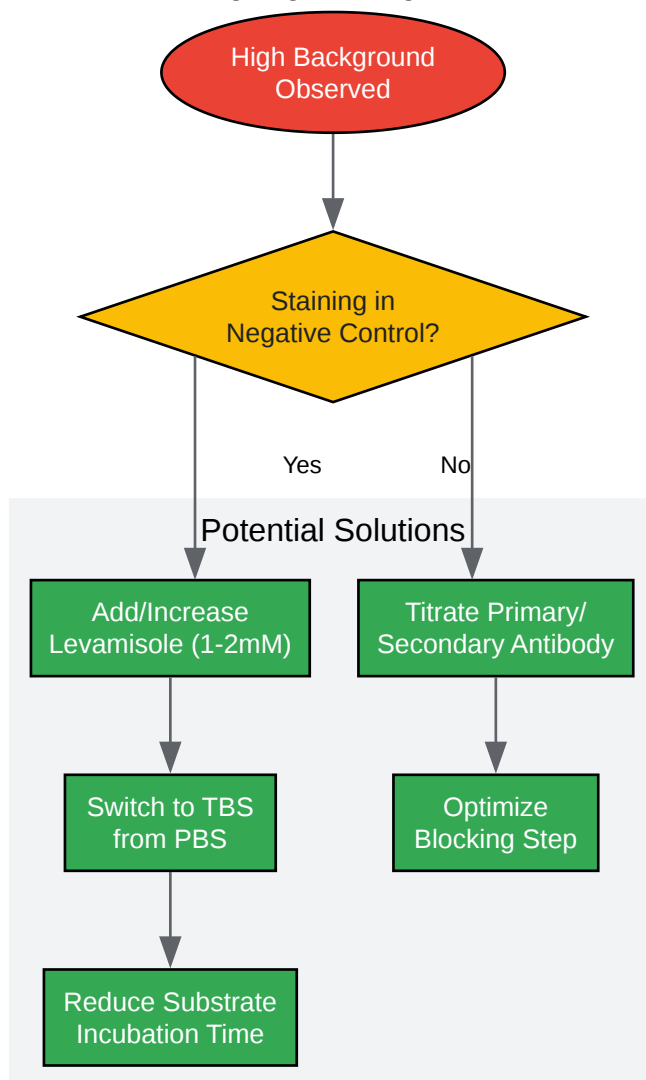 High Background
Observed
Staining in
Negative Control?
Yes
No
Potential Solutions
Add/Increase
Levamisole (1-2mM)
Titrate Primary/
Secondary Antibody
Switch to TBS
from PBS
Optimize
Blocking Step
Reduce Substrate
Incubation Time